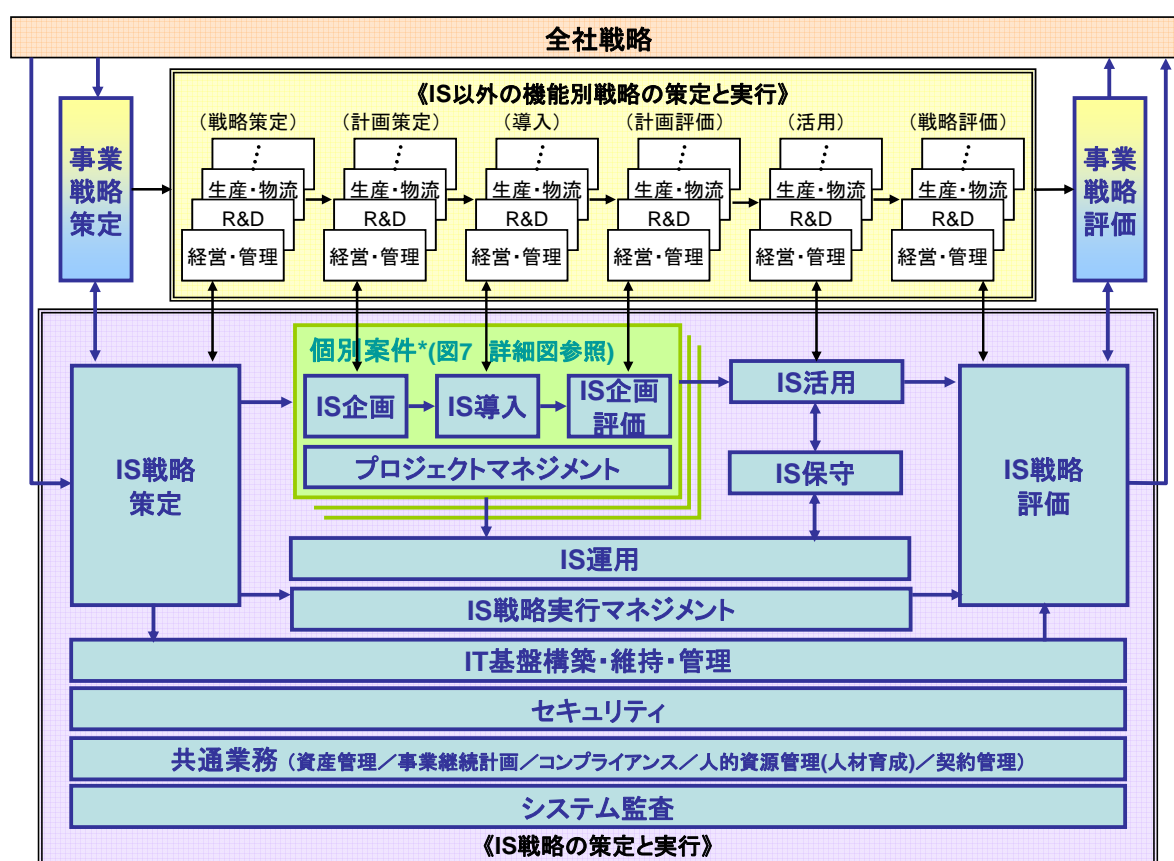 全社戦略
《IS以外の機能別戦略の策定と実行》
（戦略策定）
（計画策定）
（導入）
（計画評価）
（活用）
（戦略評価）
事業
戦略
策定
⋮
生産・物流
R&D
経営・管理
⋮
生産・物流
R&D
経営・管理
⋮
生産・物流
R&D
経営・管理
⋮
生産・物流
R&D
経営・管理
⋮
生産・物流
R&D
経営・管理
⋮
生産・物流
R&D
経営・管理
事業
戦略
評価
個別案件*(図7 詳細図参照)
IS企画
IS導入
IS企画
評価
プロジェクトマネジメント
IS活用
IS保守
IS戦略
策定
IS戦略
評価
IS運用
IS戦略実行マネジメント
IT基盤構築・維持・管理
セキュリティ
共通業務（資産管理／事業継続計画／コンプライアンス／人的資源管理(人材育成)／契約管理）
システム監査
《IS戦略の策定と実行》